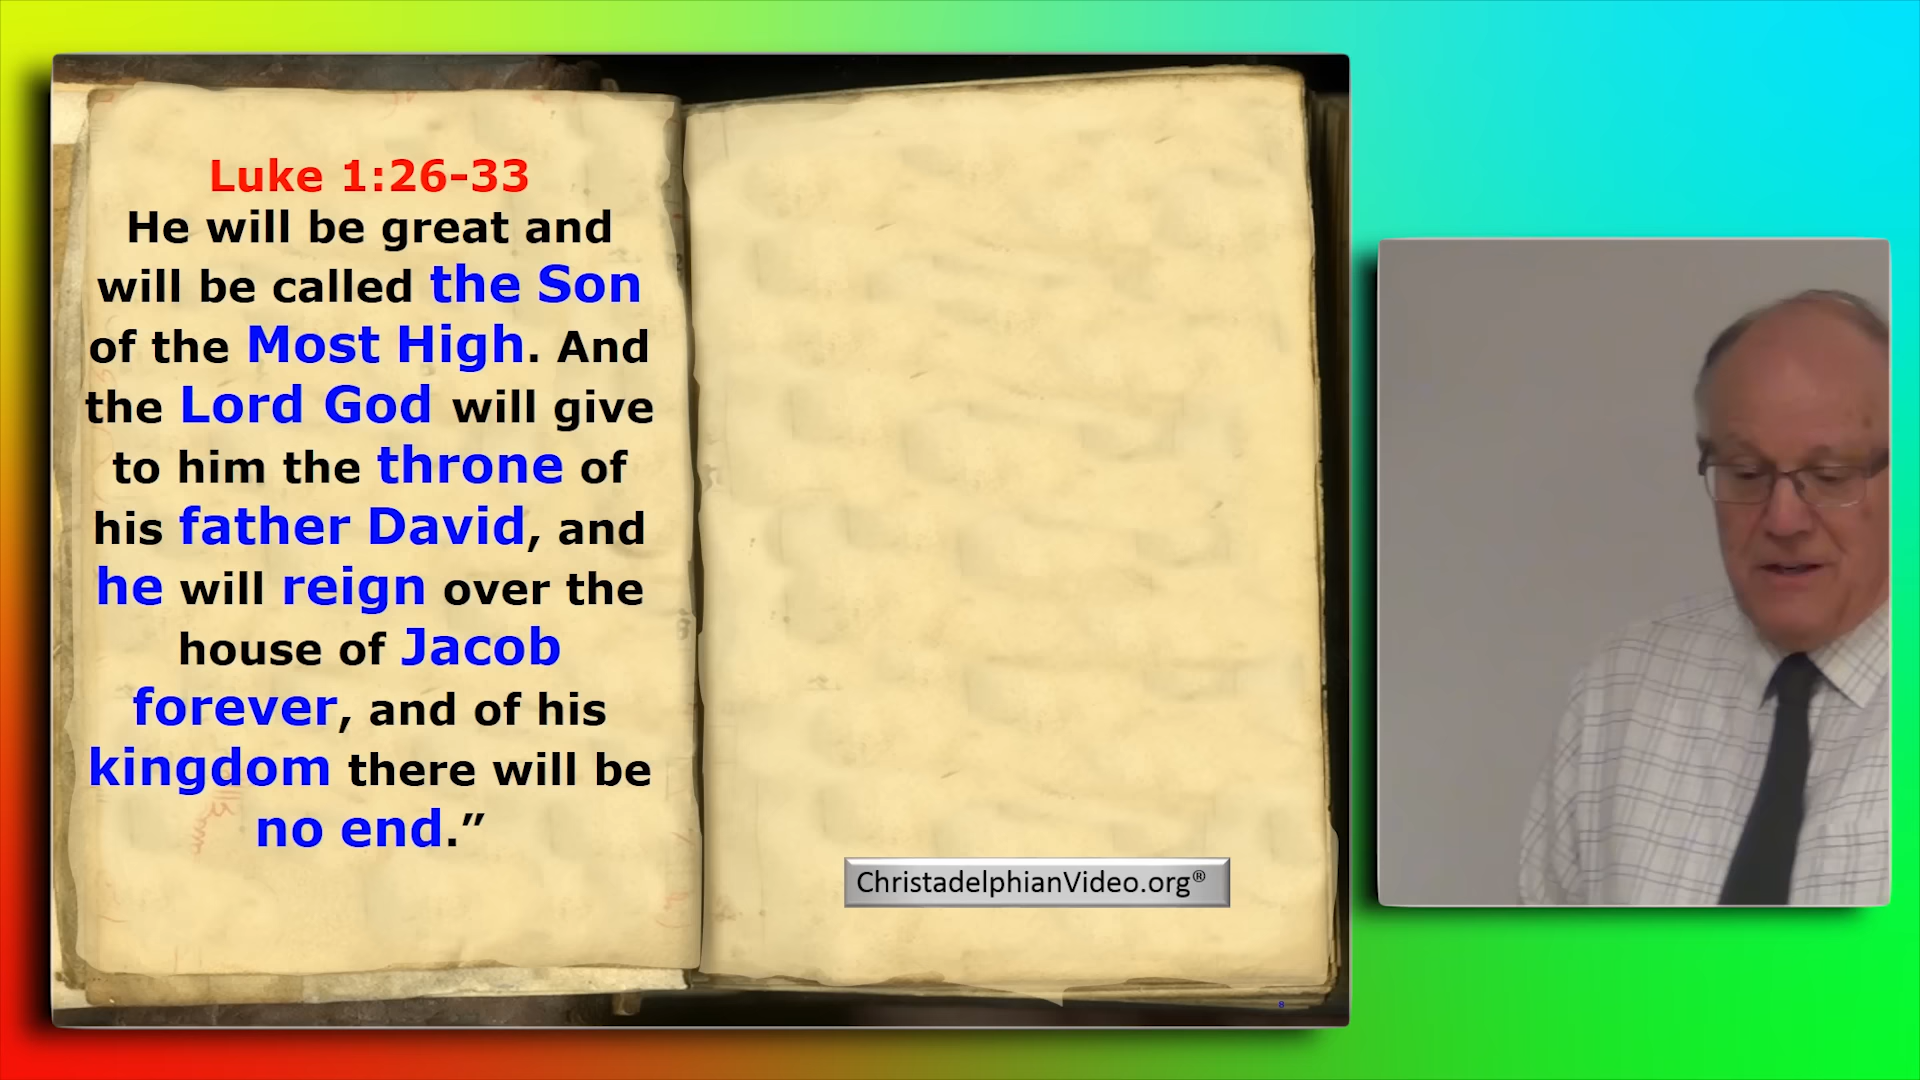 Luke 1:26-33
He will be great and
will be called the Son
of the Most High. And
the Lord God will give
to him the throne of
his father David, and
he will reign over the
house of Jacob
forever, and of his
kingdom there will be
no end.”
ChristadelphianVideo.org®
8